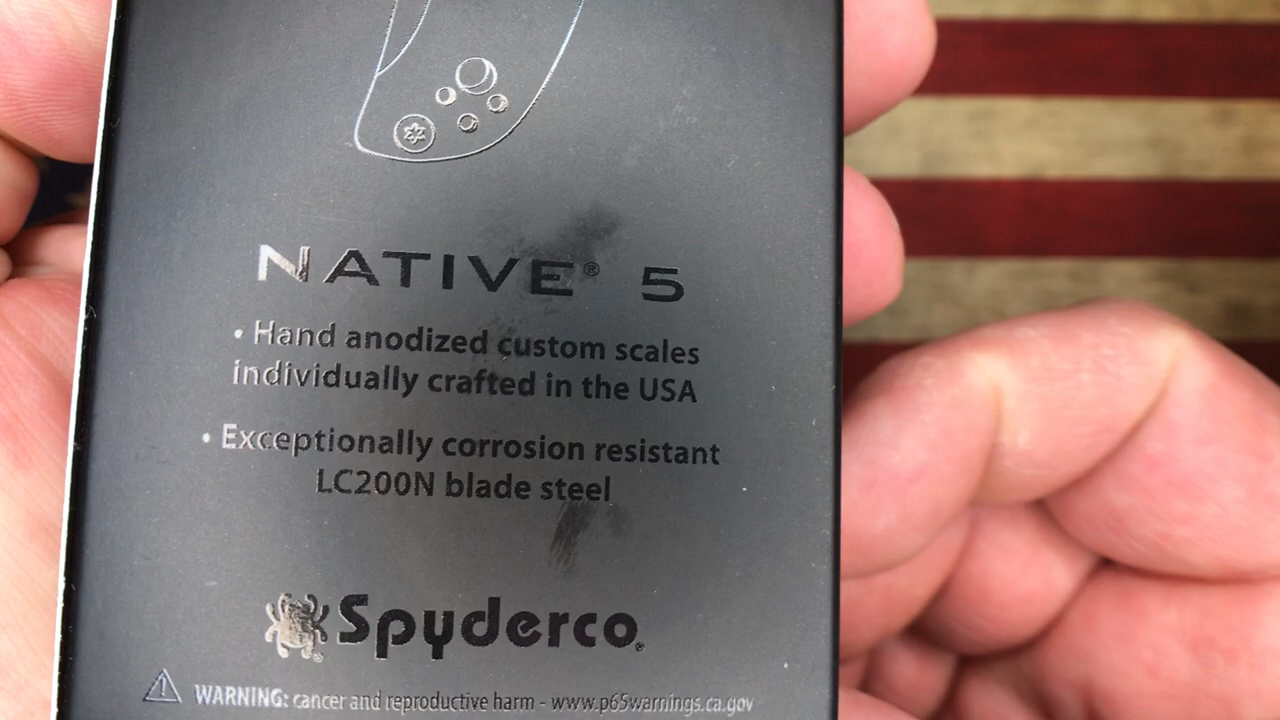 NATIVE® 5
• Hand anodized custom scales
individually crafted in the USA
• Exceptionally corrosion resistant
LC200N blade steel
Spyderco®
WARNING: cancer and reproductive harm - www.p65warnings.ca.gov